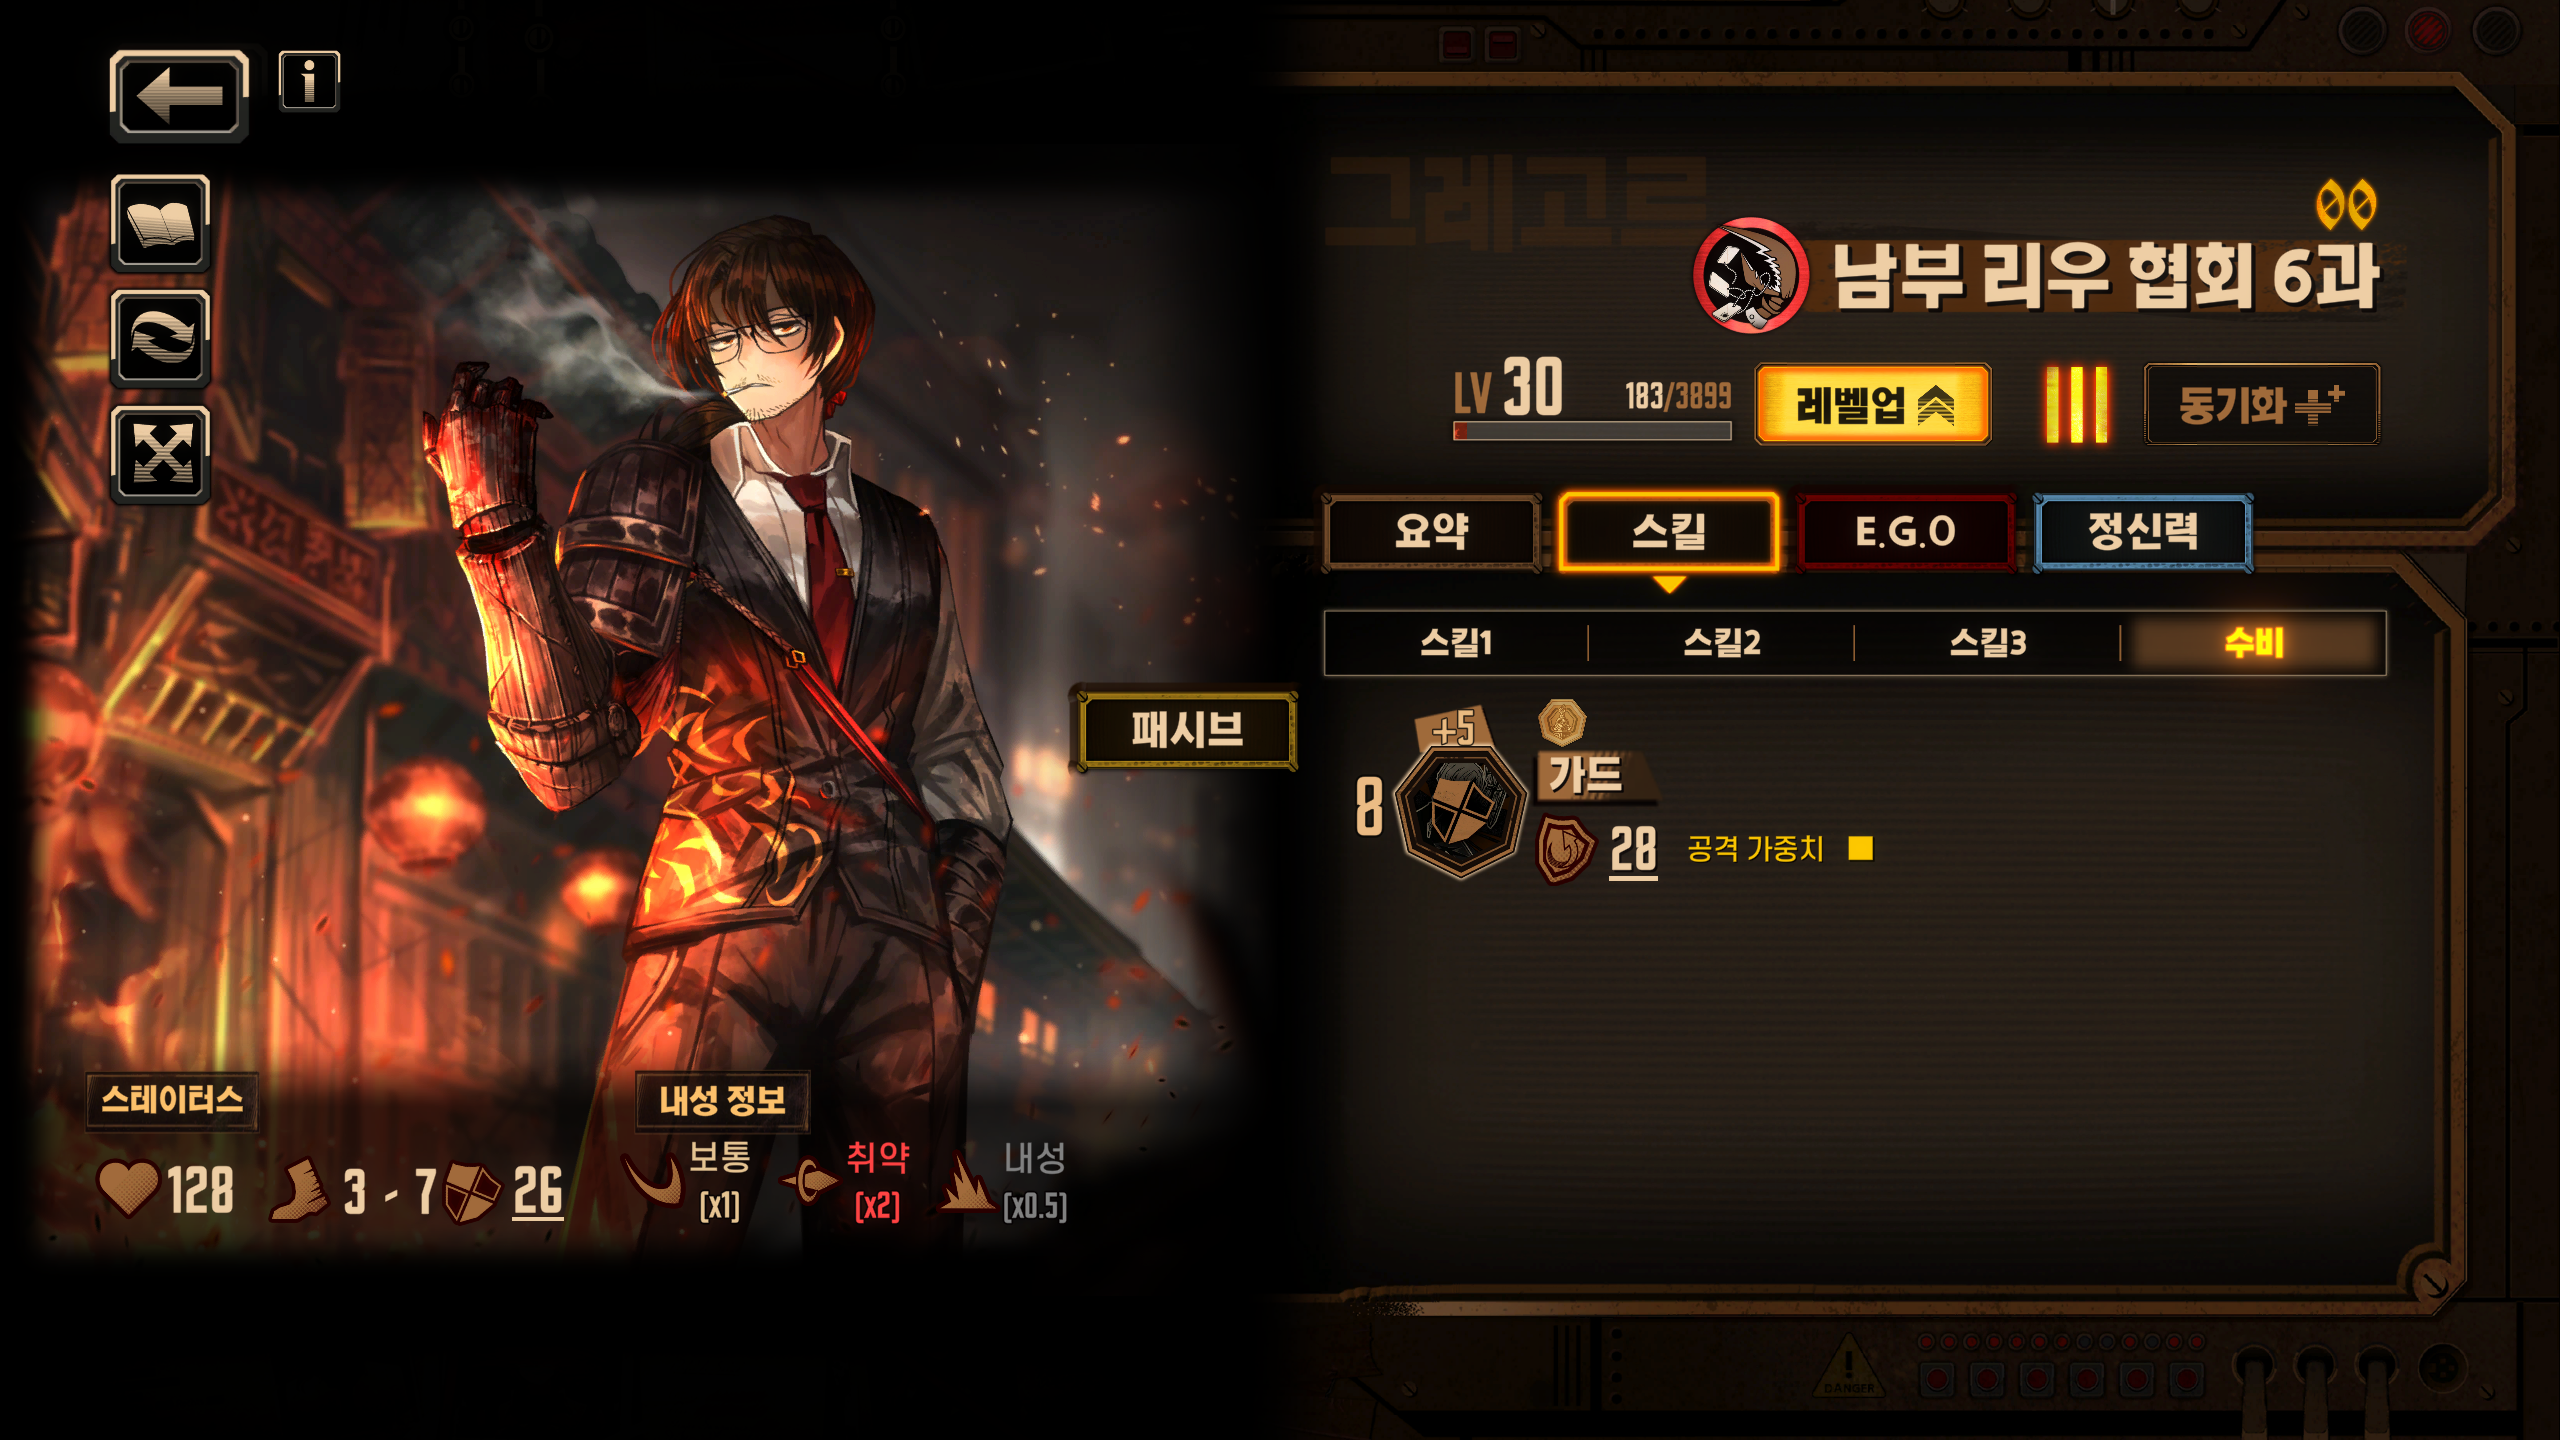 그레고르
남부 리우 협회 6과
LV 30
183/3899
레벨업
동기화
요약
스킬
E.G.O
정신력
스킬1
스킬2
스킬3
수비
패시브
+5
8
가드
28
공격 가중치
스테이터스
128
3 - 7
26
내성 정보
보통
[x1]
취약
[x2]
내성
[x0.5]
DANGER